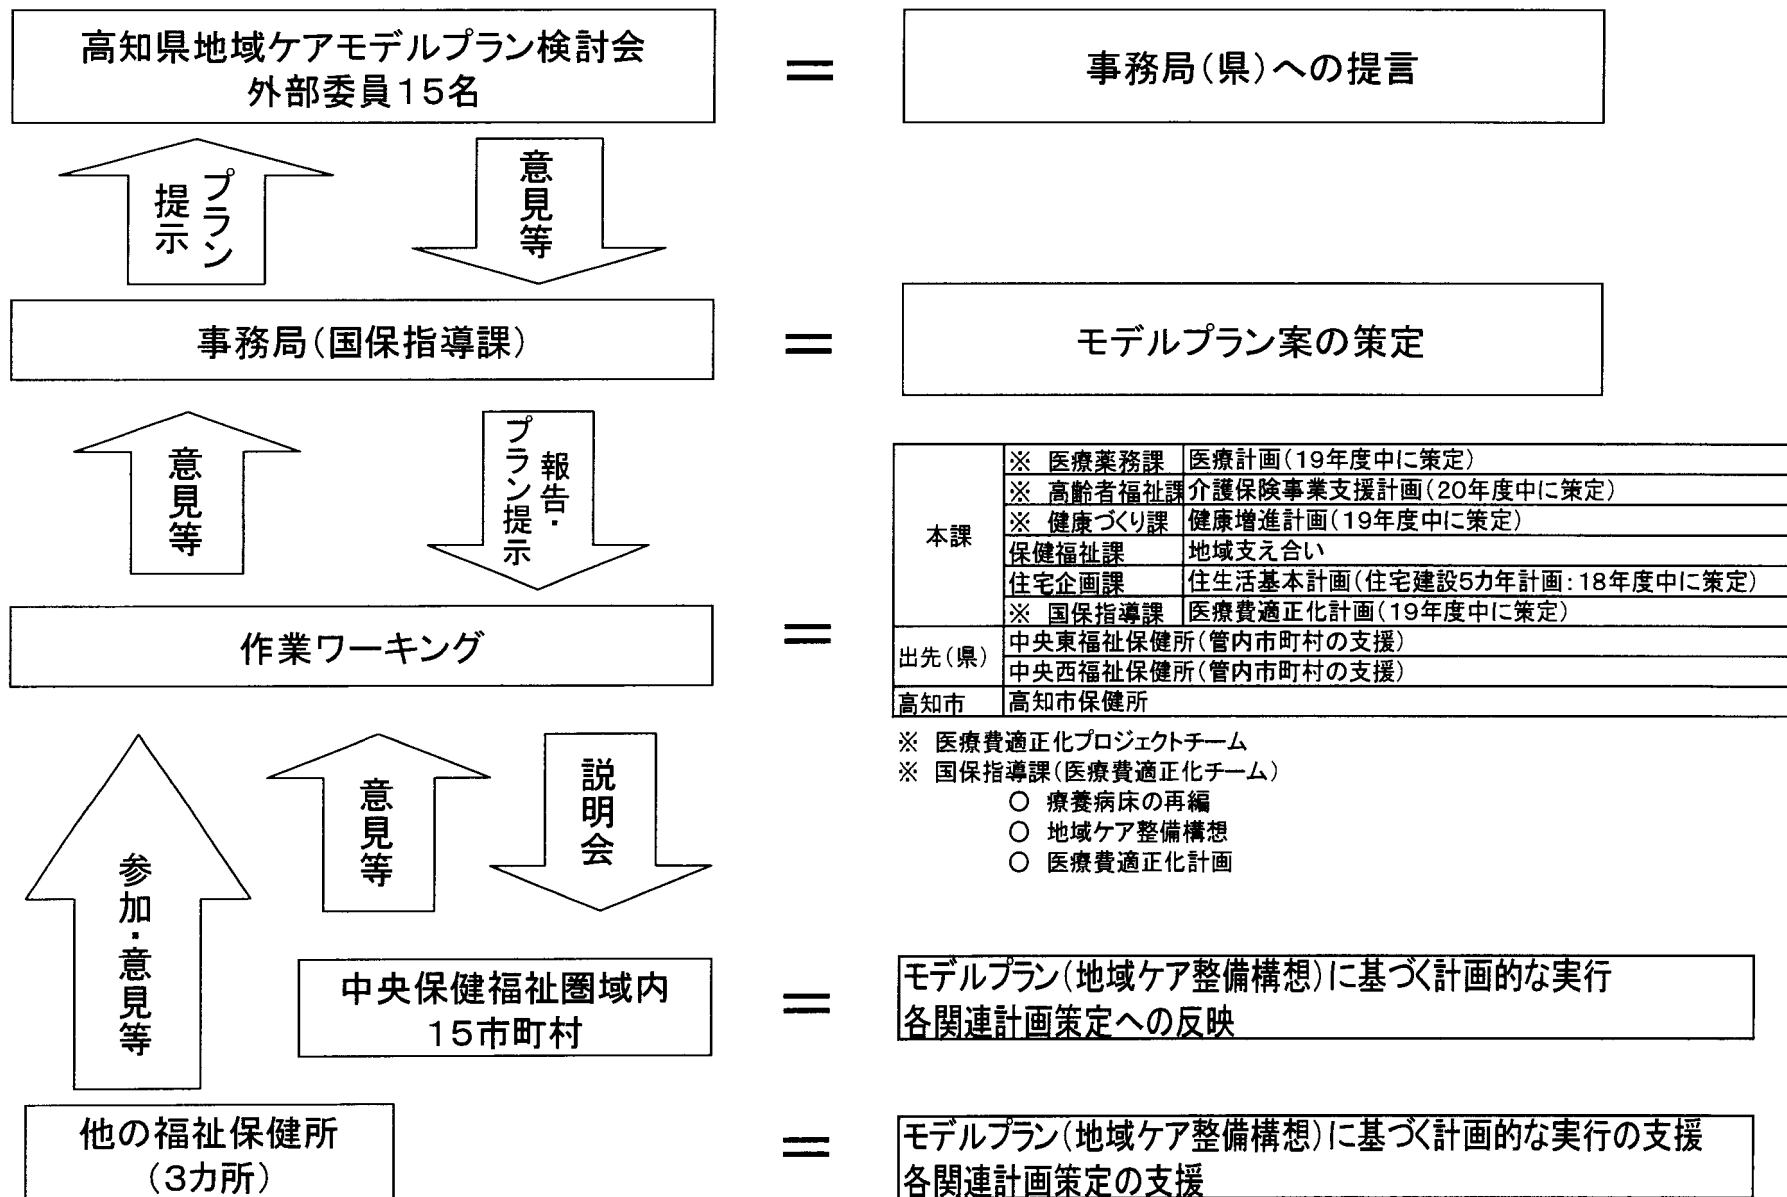 高知県地域ケアモデルプラン検討会
外部委員15名
＝
事務局(県)への提言
プラン
提示
意見等
事務局(国保指導課)
＝
モデルプラン案の策定
意見等
報告・
プラン提示
作業ワーキング
＝
本課
※ 医療薬務課 医療計画(19年度中に策定)
※ 高齢者福祉課 介護保険事業支援計画(20年度中に策定)
※ 健康づくり課 健康増進計画(19年度中に策定)
保健福祉課 地域支え合い
住宅企画課 住生活基本計画(住宅建設5カ年計画:18年度中に策定)
※ 国保指導課 医療費適正化計画(19年度中に策定)
出先(県)
中央東福祉保健所(管内市町村の支援)
中央西福祉保健所(管内市町村の支援)
高知市 高知市保健所
※ 医療費適正化プロジェクトチーム
※ 国保指導課(医療費適正化チーム)
○ 療養病床の再編
○ 地域ケア整備構想
○ 医療費適正化計画
参加・意見等
意見等
説明会
中央保健福祉圏域内
15市町村
＝
モデルプラン(地域ケア整備構想)に基づく計画的な実行
各関連計画策定への反映
他の福祉保健所
(3カ所)
＝
モデルプラン(地域ケア整備構想)に基づく計画的な実行の支援
各関連計画策定の支援